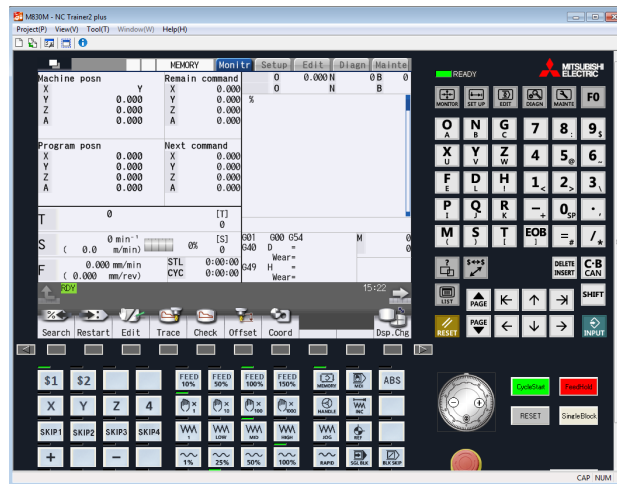 M830M - NC Trainer2 plus
Project(P) View(V) Tool(T) Window(W) Help(H)
MEMORY Monitr Setup Edit Diagn Mainte
Machine posn Remain command O 0.000 N 0 B 0
X Y X 0.000 O N B
Y 0.000 Y 0.000 %
Z 0.000 Z 0.000
A 0.000 A 0.000
Program posn Next command
X 0.000 X 0.000
Y 0.000 Y 0.000
Z 0.000 Z 0.000
A 0.000 A 0.000
T 0 [T]
0
S 0 min⁻¹ 0% [S]
( 0.0 m/min) 0
F 0.000 mm/min STL 0:00:00
( 0.000 mm/rev) CYC 0:00:00
G01 G00 G54 M 0
G40 D = 0
Wear=
G49 H =
Wear=
RDY 15:22
Search Restart Edit Trace Check Offset Coord Dsp.Chg
READY MITSUBISHI ELECTRIC
MONITOR SET UP EDIT DIAGN MAINTE F0
O A N B G C 7 8 : 9 $
X U Y V Z W 4 5 @ 6
F E D L H ! 1 < 2 > 3 \
P I Q J R K - + 0 SP . ,
M ( S ) T [ EOB ] = # / *
? $↔$ DELETE INSERT C·B CAN
LIST PAGE SHIFT
RESET PAGE INPUT
$1 $2 FEED 10% FEED 50% FEED 100% FEED 150% MEMORY MDI ABS
X Y Z 4 × 1 × 10 × 100 × 1000 HANDLE INC
SKIP1 SKIP2 SKIP3 SKIP4 1 LOW MID HIGH JOG REF
+ - 1% 25% 50% 100% RAPID SGL BLK BLK SKIP
CycleStart FeedHold
RESET SingleBlock
CAP NUM